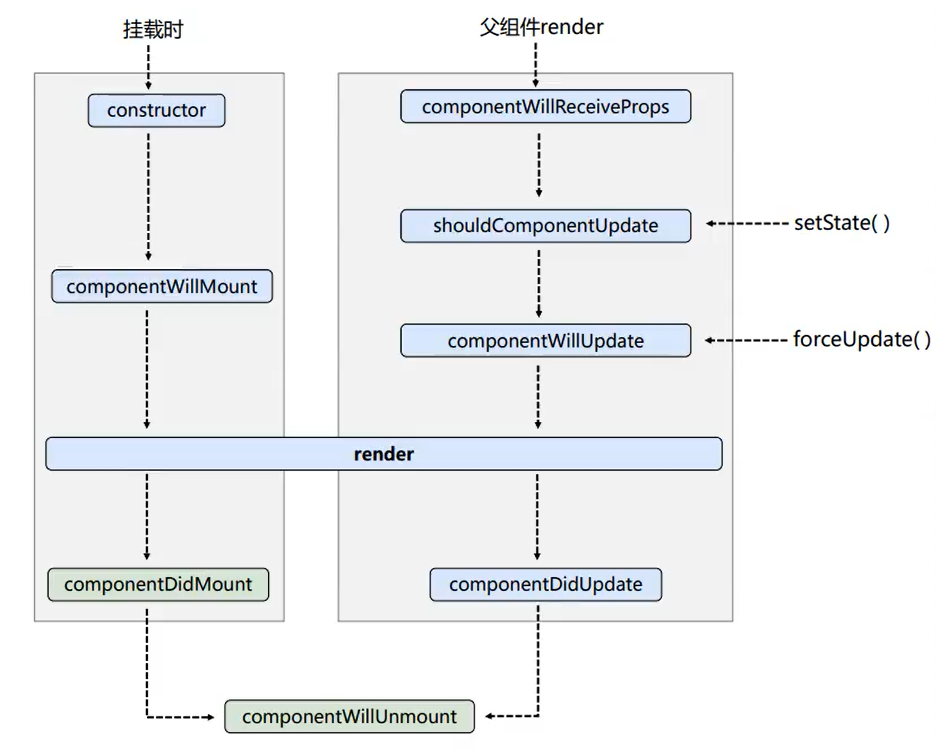 挂载时
父组件render
constructor
componentWillReceiveProps
shouldComponentUpdate
setState( )
componentWillMount
componentWillUpdate
forceUpdate( )
render
componentDidMount
componentDidUpdate
componentWillUnmount